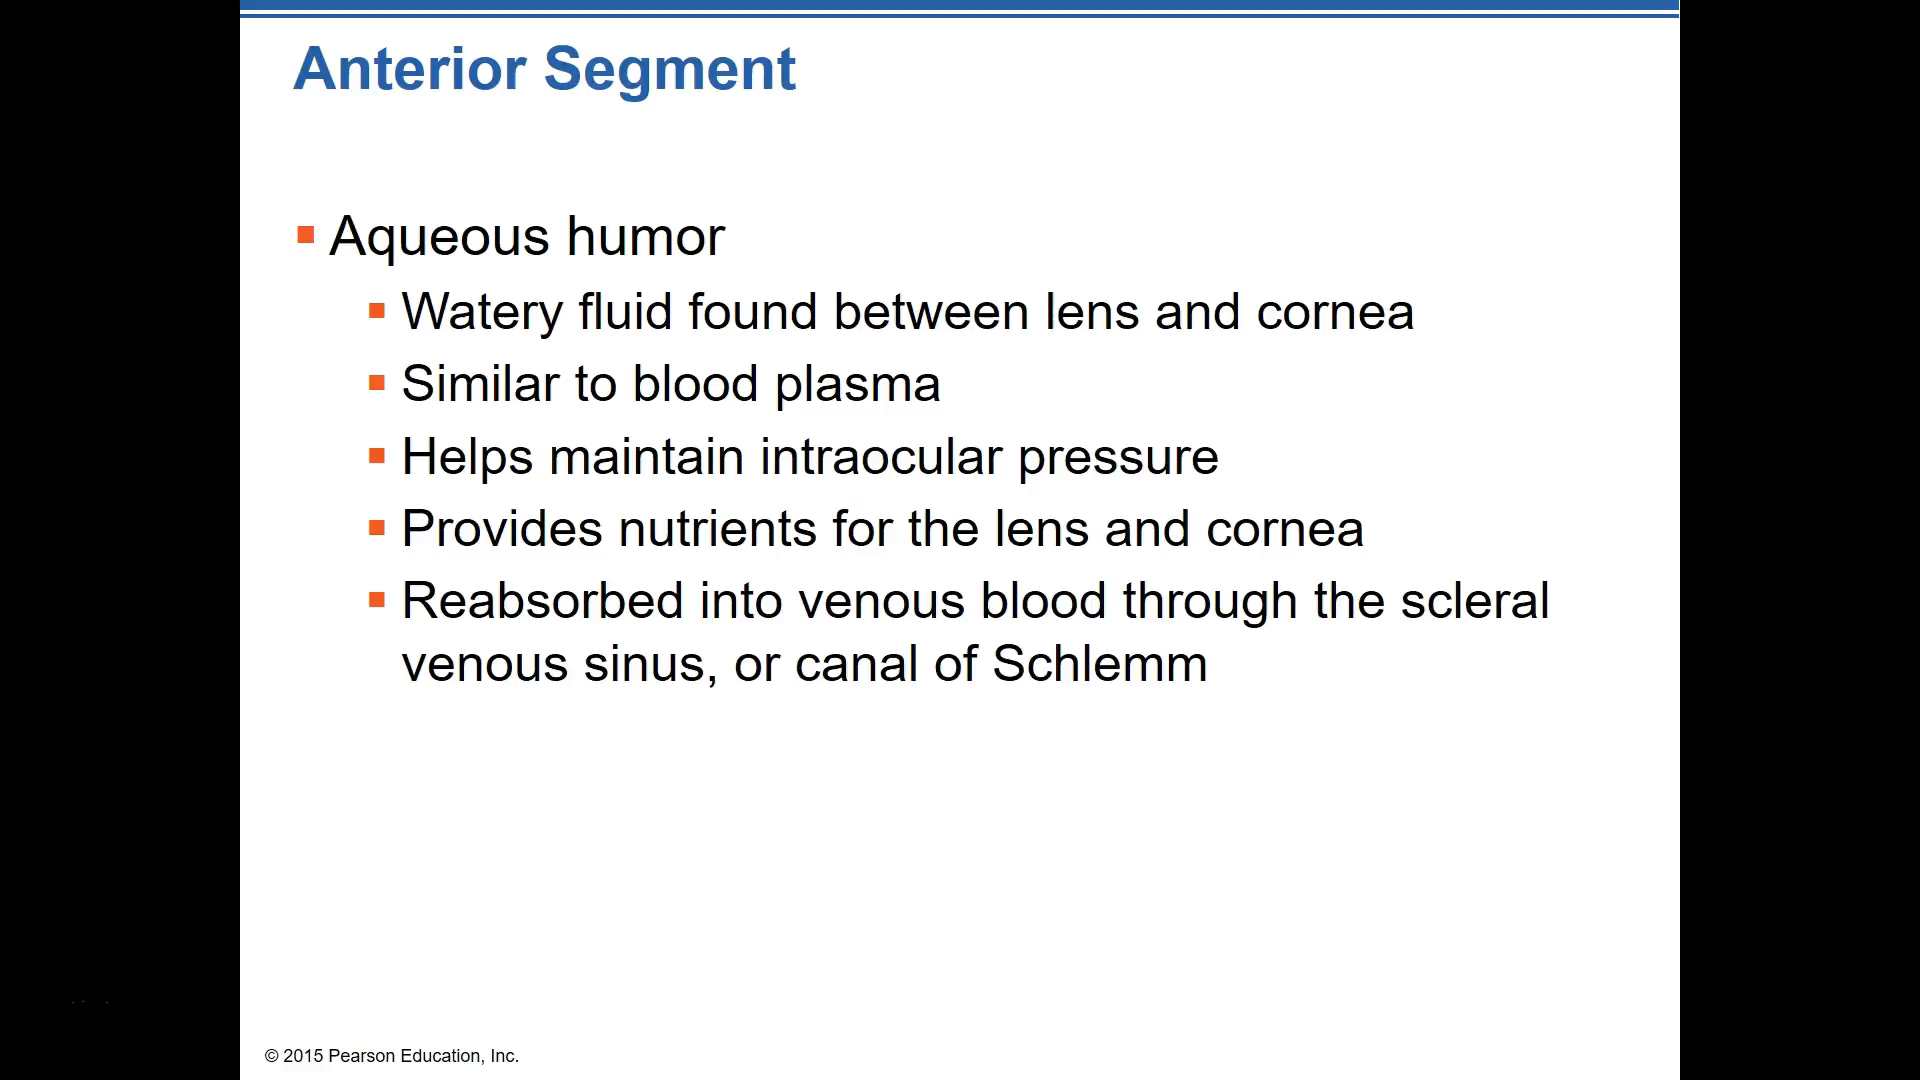 Anterior Segment
Aqueous humor
Watery fluid found between lens and cornea
Similar to blood plasma
Helps maintain intraocular pressure
Provides nutrients for the lens and cornea
Reabsorbed into venous blood through the scleral
venous sinus, or canal of Schlemm
© 2015 Pearson Education, Inc.